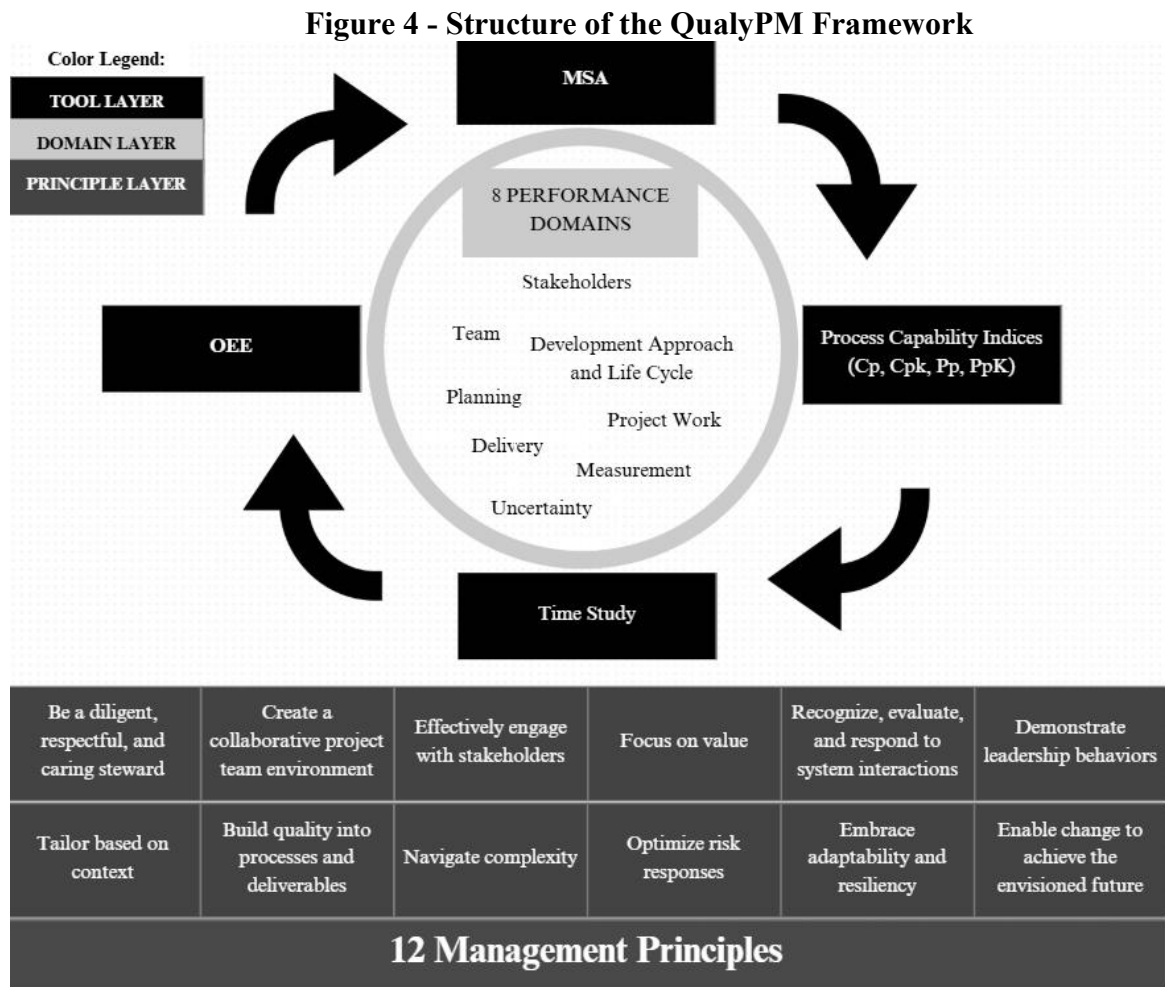 Figure 4 - Structure of the QualyPM Framework
Color Legend:
TOOL LAYER
DOMAIN LAYER
PRINCIPLE LAYER
MSA
8 PERFORMANCE
DOMAINS
Stakeholders
Team
Development Approach
and Life Cycle
Planning
Project Work
Delivery
Measurement
Uncertainty
OEE
Process Capability Indices
(Cp, Cpk, Pp, PpK)
Time Study
Be a diligent,
respectful, and
caring steward
Create a
collaborative project
team environment
Effectively engage
with stakeholders
Focus on value
Recognize, evaluate,
and respond to
system interactions
Demonstrate
leadership behaviors
Tailor based on
context
Build quality into
processes and
deliverables
Navigate complexity
Optimize risk
responses
Embrace
adaptability and
resiliency
Enable change to
achieve the
envisioned future
12 Management Principles